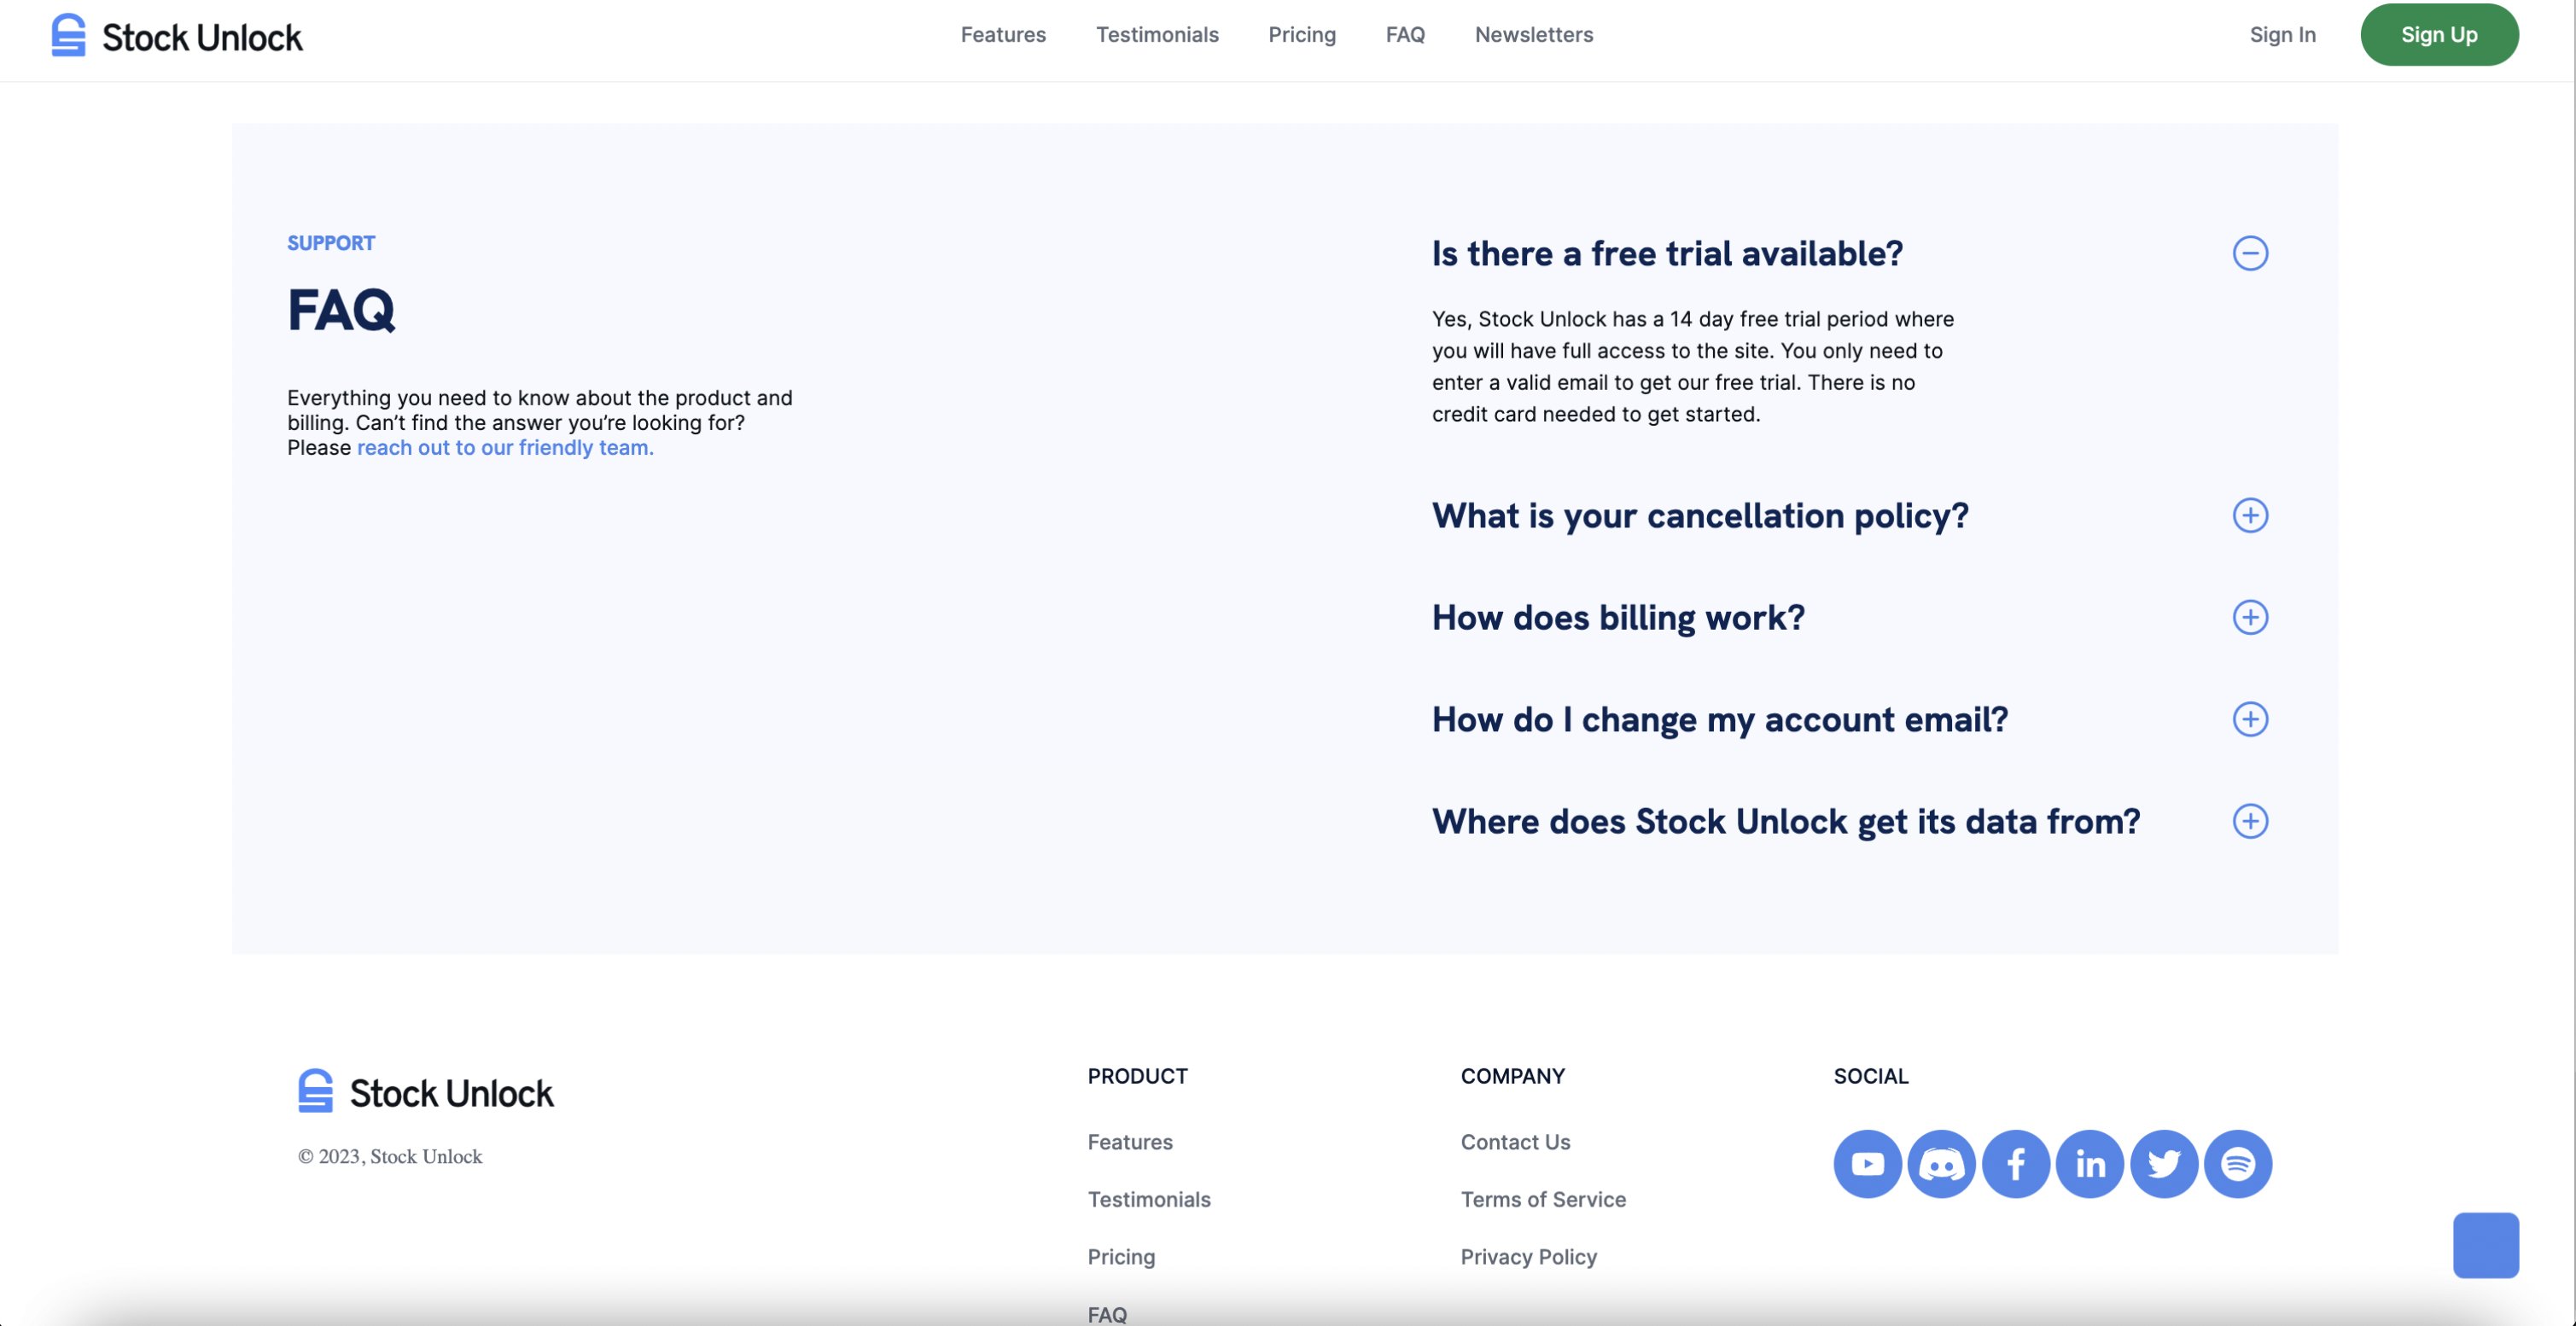 Stock Unlock
Features
Testimonials
Pricing
FAQ
Newsletters
Sign In
Sign Up
SUPPORT
FAQ
Everything you need to know about the product and
billing. Can’t find the answer you’re looking for?
Please reach out to our friendly team.
Is there a free trial available?
Yes, Stock Unlock has a 14 day free trial period where
you will have full access to the site. You only need to
enter a valid email to get our free trial. There is no
credit card needed to get started.
What is your cancellation policy?
How does billing work?
How do I change my account email?
Where does Stock Unlock get its data from?
Stock Unlock
© 2023, Stock Unlock
PRODUCT
Features
Testimonials
Pricing
FAQ
COMPANY
Contact Us
Terms of Service
Privacy Policy
SOCIAL
in